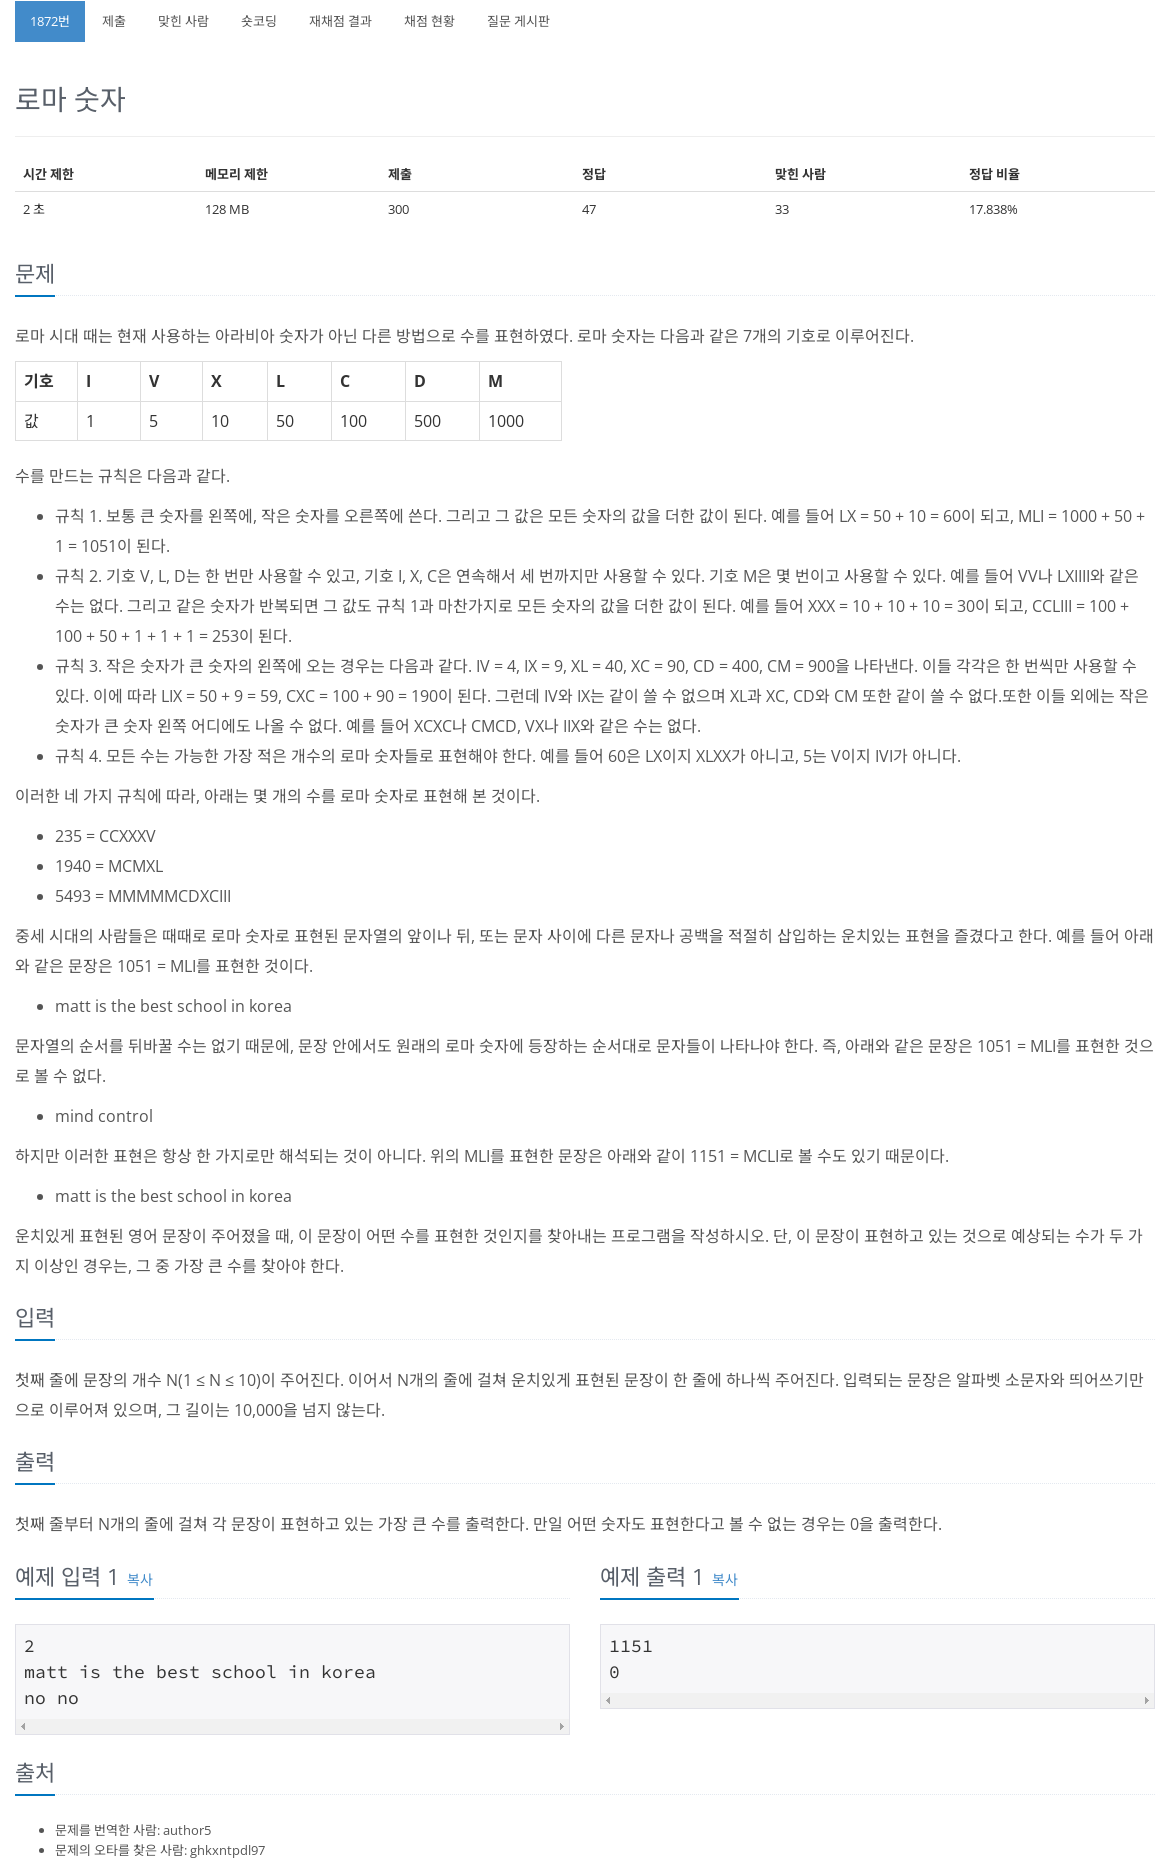 1872번 제출 맞힌 사람 숏코딩 재채점 결과 채점 현황 질문 게시판
로마 숫자
시간 제한 메모리 제한 제출 정답 맞힌 사람 정답 비율
2 초 128 MB 300 47 33 17.838%
문제
로마 시대 때는 현재 사용하는 아라비아 숫자가 아닌 다른 방법으로 수를 표현하였다. 로마 숫자는 다음과 같은 7개의 기호로 이루어진다.
기호 I V X L C D M
값 1 5 10 50 100 500 1000
수를 만드는 규칙은 다음과 같다.
• 규칙 1. 보통 큰 숫자를 왼쪽에, 작은 숫자를 오른쪽에 쓴다. 그리고 그 값은 모든 숫자의 값을 더한 값이 된다. 예를 들어 LX = 50 + 10 = 60이 되고, MLI = 1000 + 50 +
1 = 1051이 된다.
• 규칙 2. 기호 V, L, D는 한 번만 사용할 수 있고, 기호 I, X, C은 연속해서 세 번까지만 사용할 수 있다. 기호 M은 몇 번이고 사용할 수 있다. 예를 들어 VV나 LXIIII와 같은
수는 없다. 그리고 같은 숫자가 반복되면 그 값도 규칙 1과 마찬가지로 모든 숫자의 값을 더한 값이 된다. 예를 들어 XXX = 10 + 10 + 10 = 30이 되고, CCLIII = 100 +
100 + 50 + 1 + 1 + 1 = 253이 된다.
• 규칙 3. 작은 숫자가 큰 숫자의 왼쪽에 오는 경우는 다음과 같다. IV = 4, IX = 9, XL = 40, XC = 90, CD = 400, CM = 900을 나타낸다. 이들 각각은 한 번씩만 사용할 수
있다. 이에 따라 LIX = 50 + 9 = 59, CXC = 100 + 90 = 190이 된다. 그런데 IV와 IX는 같이 쓸 수 없으며 XL과 XC, CD와 CM 또한 같이 쓸 수 없다.또한 이들 외에는 작은
숫자가 큰 숫자 왼쪽 어디에도 나올 수 없다. 예를 들어 XCXC나 CMCD, VX나 IIX와 같은 수는 없다.
• 규칙 4. 모든 수는 가능한 가장 적은 개수의 로마 숫자들로 표현해야 한다. 예를 들어 60은 LX이지 XLXX가 아니고, 5는 V이지 IVI가 아니다.
이러한 네 가지 규칙에 따라, 아래는 몇 개의 수를 로마 숫자로 표현해 본 것이다.
• 235 = CCXXXV
• 1940 = MCMXL
• 5493 = MMMMMCDXCIII
중세 시대의 사람들은 때때로 로마 숫자로 표현된 문자열의 앞이나 뒤, 또는 문자 사이에 다른 문자나 공백을 적절히 삽입하는 운치있는 표현을 즐겼다고 한다. 예를 들어 아래
와 같은 문장은 1051 = MLI를 표현한 것이다.
• matt is the best school in korea
문자열의 순서를 뒤바꿀 수는 없기 때문에, 문장 안에서도 원래의 로마 숫자에 등장하는 순서대로 문자들이 나타나야 한다. 즉, 아래와 같은 문장은 1051 = MLI를 표현한 것으
로 볼 수 없다.
• mind control
하지만 이러한 표현은 항상 한 가지로만 해석되는 것이 아니다. 위의 MLI를 표현한 문장은 아래와 같이 1151 = MCLI로 볼 수도 있기 때문이다.
• matt is the best school in korea
운치있게 표현된 영어 문장이 주어졌을 때, 이 문장이 어떤 수를 표현한 것인지를 찾아내는 프로그램을 작성하시오. 단, 이 문장이 표현하고 있는 것으로 예상되는 수가 두 가
지 이상인 경우는, 그 중 가장 큰 수를 찾아야 한다.
입력
첫째 줄에 문장의 개수 N(1 ≤ N ≤ 10)이 주어진다. 이어서 N개의 줄에 걸쳐 운치있게 표현된 문장이 한 줄에 하나씩 주어진다. 입력되는 문장은 알파벳 소문자와 띄어쓰기만
으로 이루어져 있으며, 그 길이는 10,000을 넘지 않는다.
출력
첫째 줄부터 N개의 줄에 걸쳐 각 문장이 표현하고 있는 가장 큰 수를 출력한다. 만일 어떤 숫자도 표현한다고 볼 수 없는 경우는 0을 출력한다.
예제 입력 1 복사
2
matt is the best school in korea
no no
예제 출력 1 복사
1151
0
출처
• 문제를 번역한 사람: author5
• 문제의 오타를 찾은 사람: ghkxntpdl97